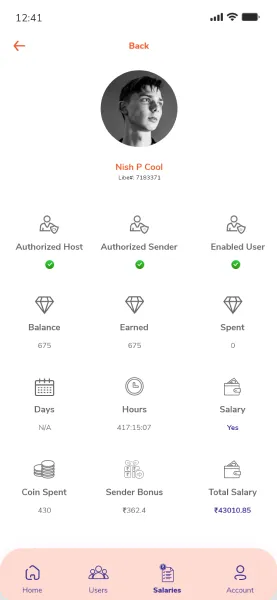 12:41
Back
Nish P Cool
Libe#: 7183371
Authorized Host
Authorized Sender
Enabled User
Balance
Earned
Spent
675
675
0
Days
Hours
Salary
N/A
417:15:07
Yes
Coin Spent
Sender Bonus
Total Salary
430
₹362.4
₹43010.85
Home
Users
Salaries
Account